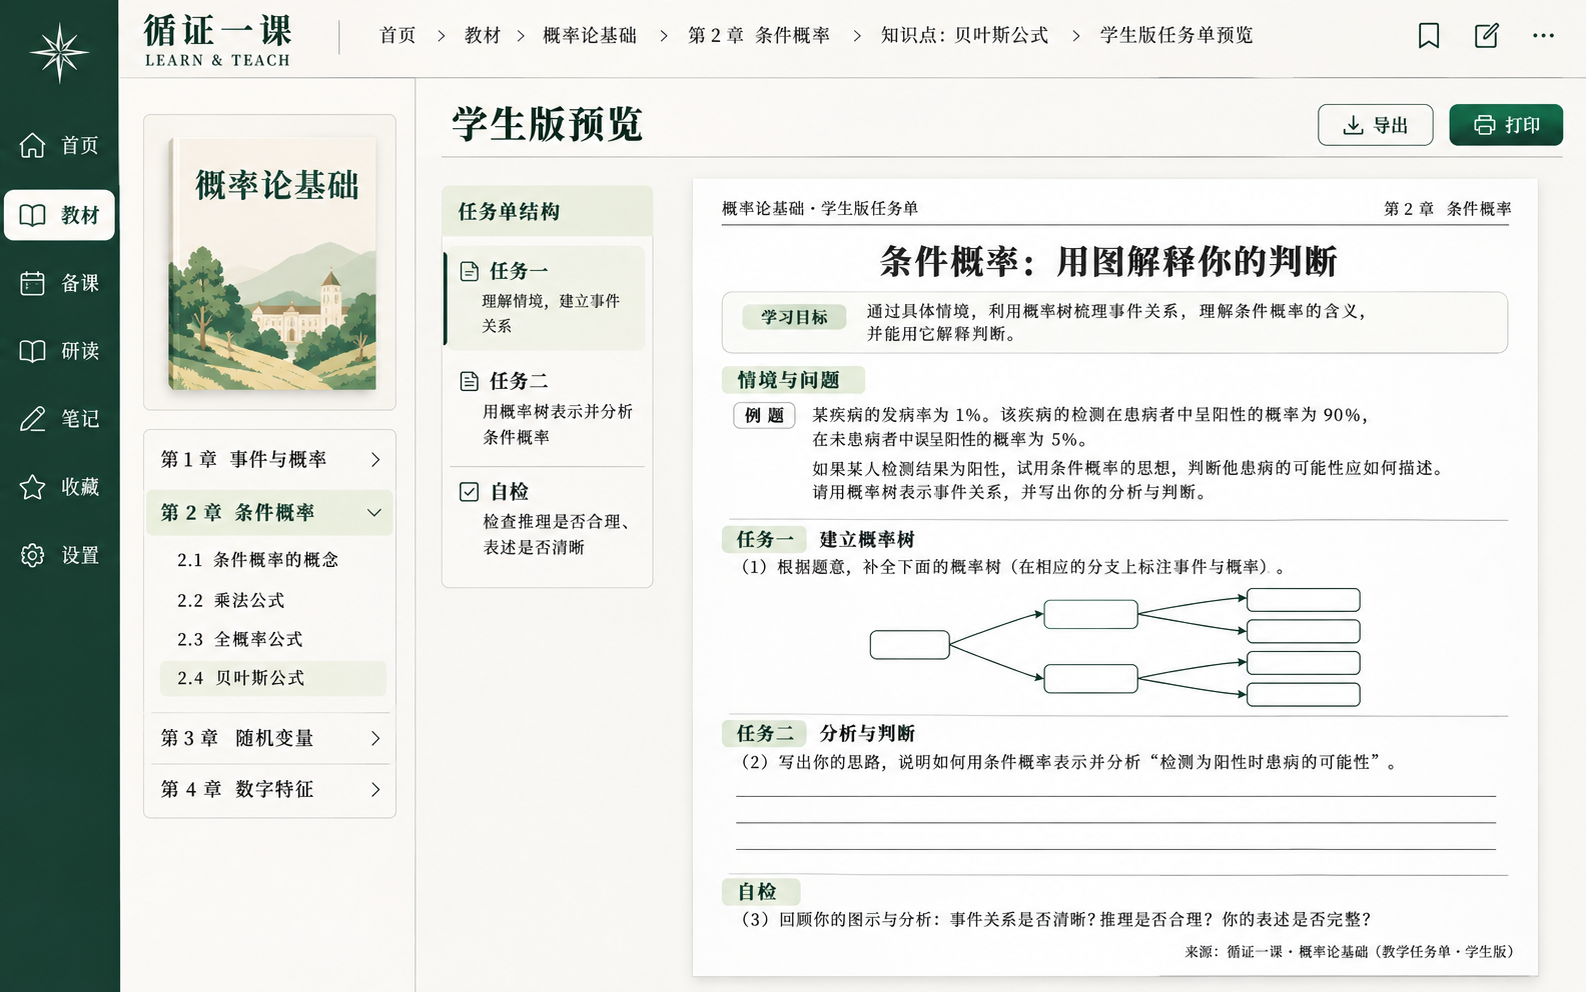 循证一课
LEARN & TEACH
首页 > 教材 > 概率论基础 > 第 2 章 条件概率 > 知识点：贝叶斯公式 > 学生版任务单预览
首页
教材
备课
研读
笔记
收藏
设置
概率论基础
第 1 章 事件与概率
第 2 章 条件概率
2.1 条件概率的概念
2.2 乘法公式
2.3 全概率公式
2.4 贝叶斯公式
第 3 章 随机变量
第 4 章 数字特征
学生版预览
导出
打印
任务单结构
任务一
理解情境，建立事件
关系
任务二
用概率树表示并分析
条件概率
自检
检查推理是否合理、
表述是否清晰
概率论基础·学生版任务单
第 2 章 条件概率
条件概率：用图解释你的判断
学习目标
通过具体情境，利用概率树梳理事件关系，理解条件概率的含义，
并能用它解释判断。
情境与问题
例 题
某疾病的发病率为 1%。该疾病的检测在患病者中呈阳性的概率为 90%，
在未患病者中误呈阳性的概率为 5%。
如果某人检测结果为阳性，试用条件概率的思想，判断他患病的可能性应如何描述。
请用概率树表示事件关系，并写出你的分析与判断。
任务一 建立概率树
（1）根据题意，补全下面的概率树（在相应的分支上标注事件与概率）。
任务二 分析与判断
（2）写出你的思路，说明如何用条件概率表示并分析“检测为阳性时患病的可能性”。
自检
（3）回顾你的图示与分析：事件关系是否清晰？推理是否合理？你的表述是否完整？
来源：循证一课·概率论基础（教学任务单·学生版）